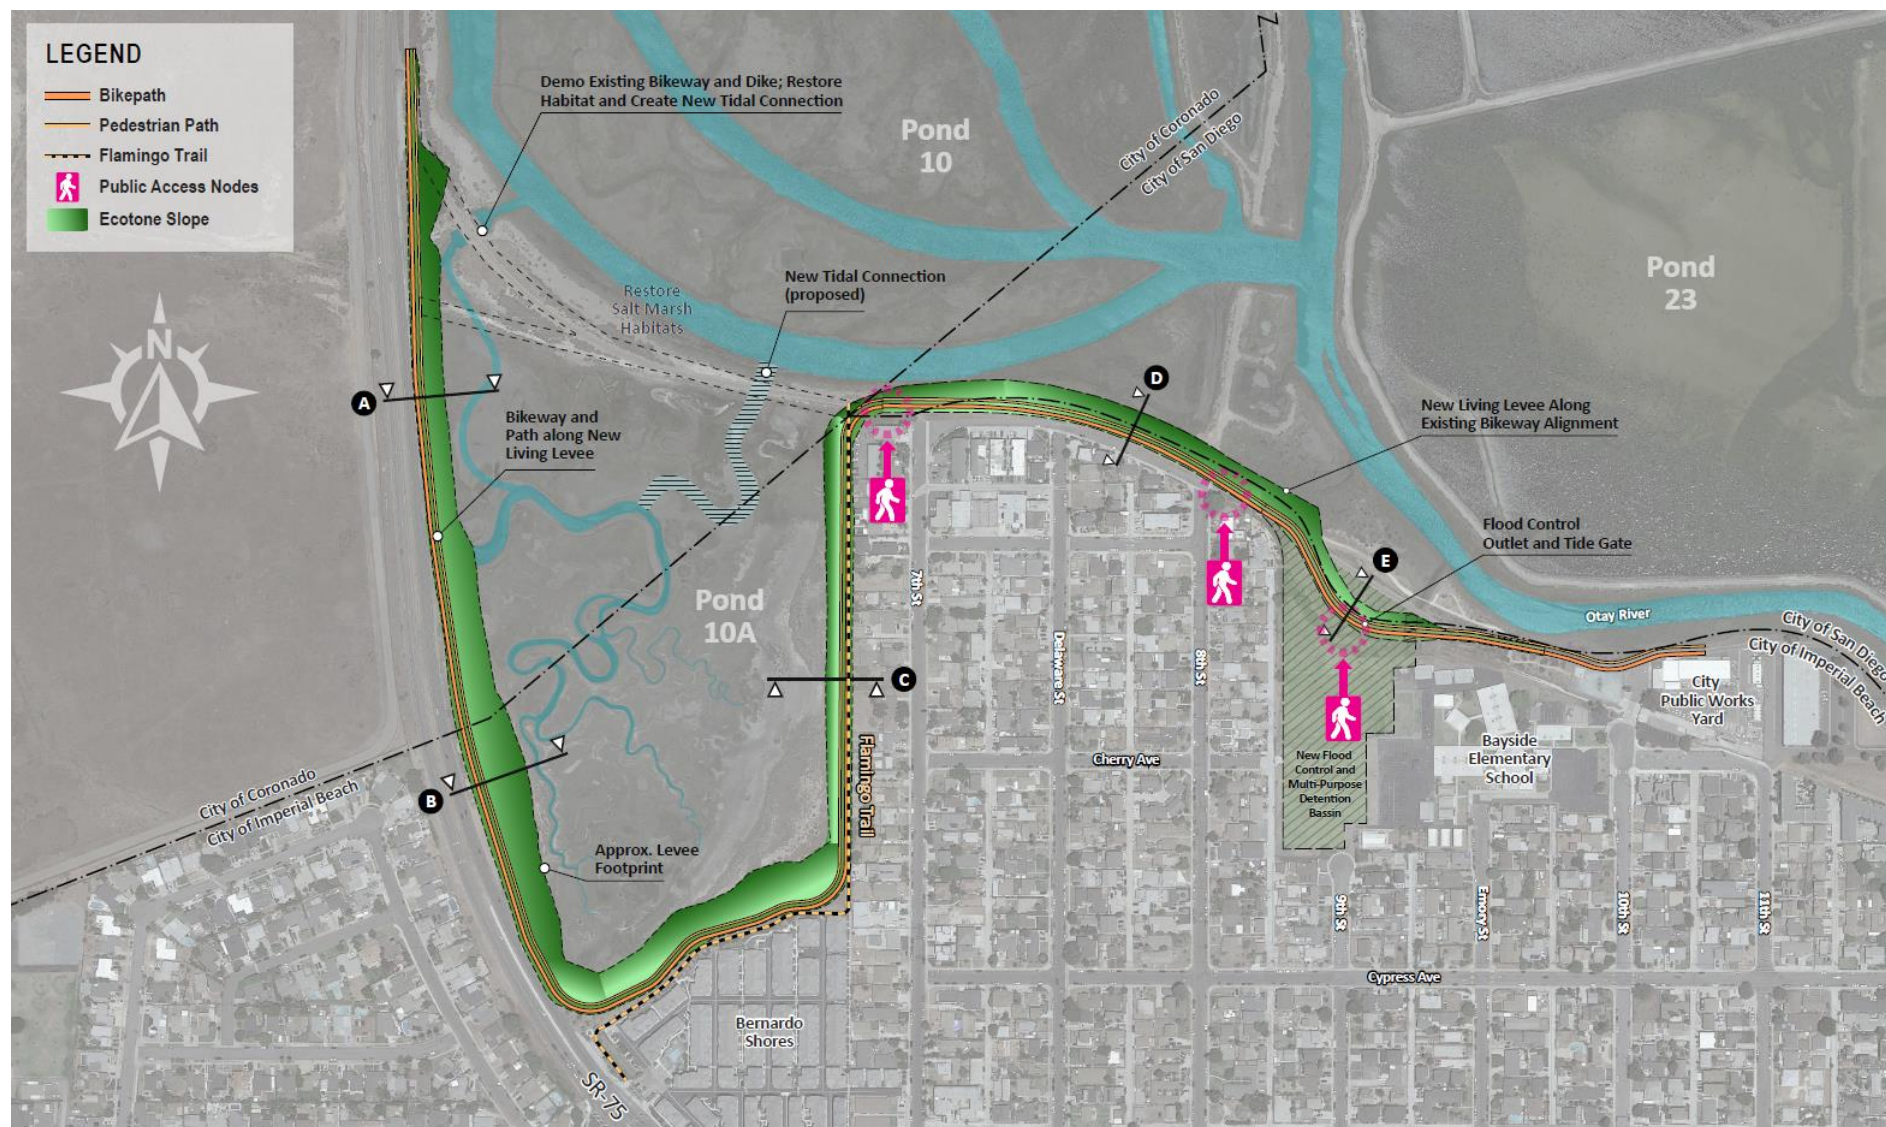 LEGEND
Bikepath
Pedestrian Path
Flamingo Trail
Public Access Nodes
Ecotone Slope
N
Demo Existing Bikeway and Dike; Restore
Habitat and Create New Tidal Connection
Pond
10
City of Coronado
City of San Diego
Pond
23
Restore
Salt Marsh
Habitats
New Tidal Connection
(proposed)
A
Bikeway and
Path along New
Living Levee
D
New Living Levee Along
Existing Bikeway Alignment
Flood Control
Outlet and Tide Gate
E
Pond
10A
7th St
Delaware St
8th St
Otay River
City of San Diego
City of Imperial Beach
C
City
Public Works
Yard
Bayside
Elementary
School
Flamingo Trail
Cherry Ave
New Flood
Control and
Multi-Purpose
Detention
Bassin
City of Coronado
City of Imperial Beach
B
Approx. Levee
Footprint
9th St
Emory St
10th St
11th St
Cypress Ave
Bernardo
Shores
SR-75